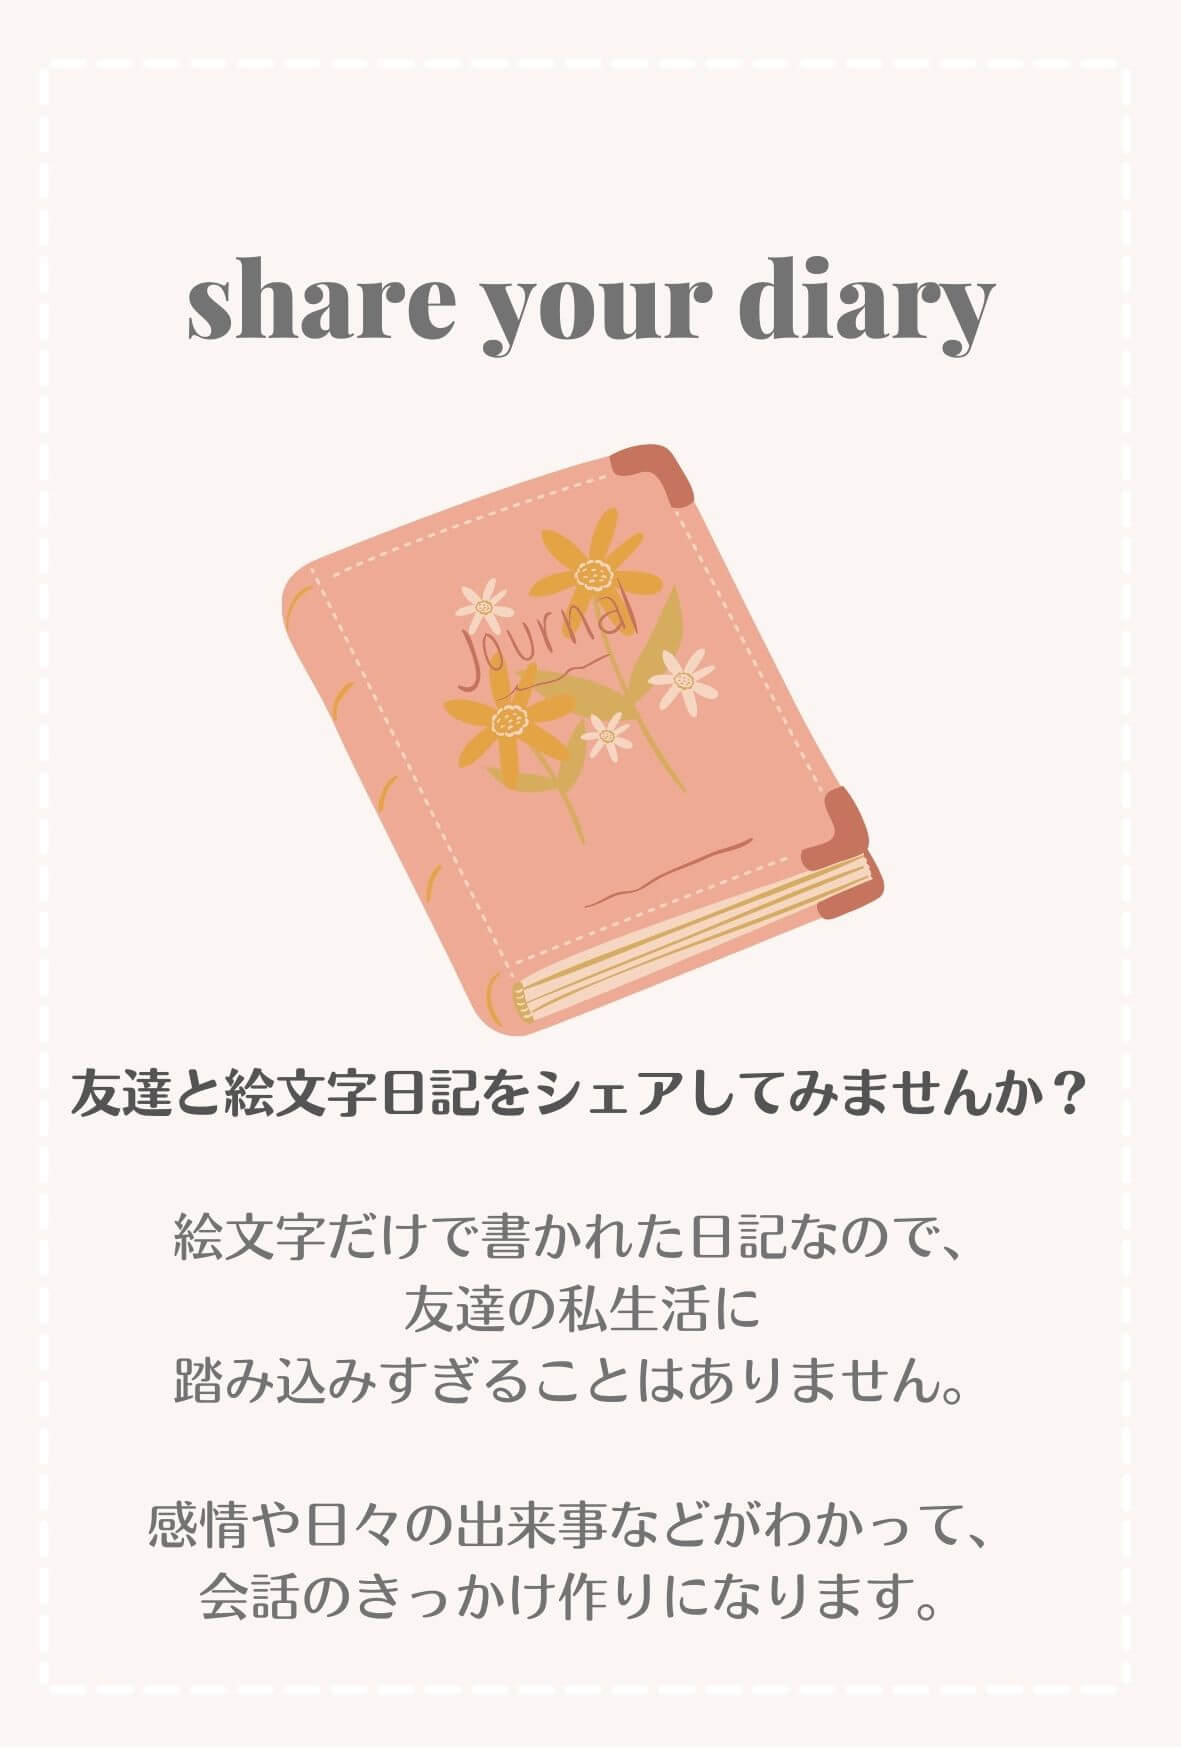 share your diary
Journal
友達と絵文字日記をシェアしてみませんか？
絵文字だけで書かれた日記なので、
友達の私生活に
踏み込みすぎることはありません。
感情や日々の出来事などがわかって、
会話のきっかけ作りになります。